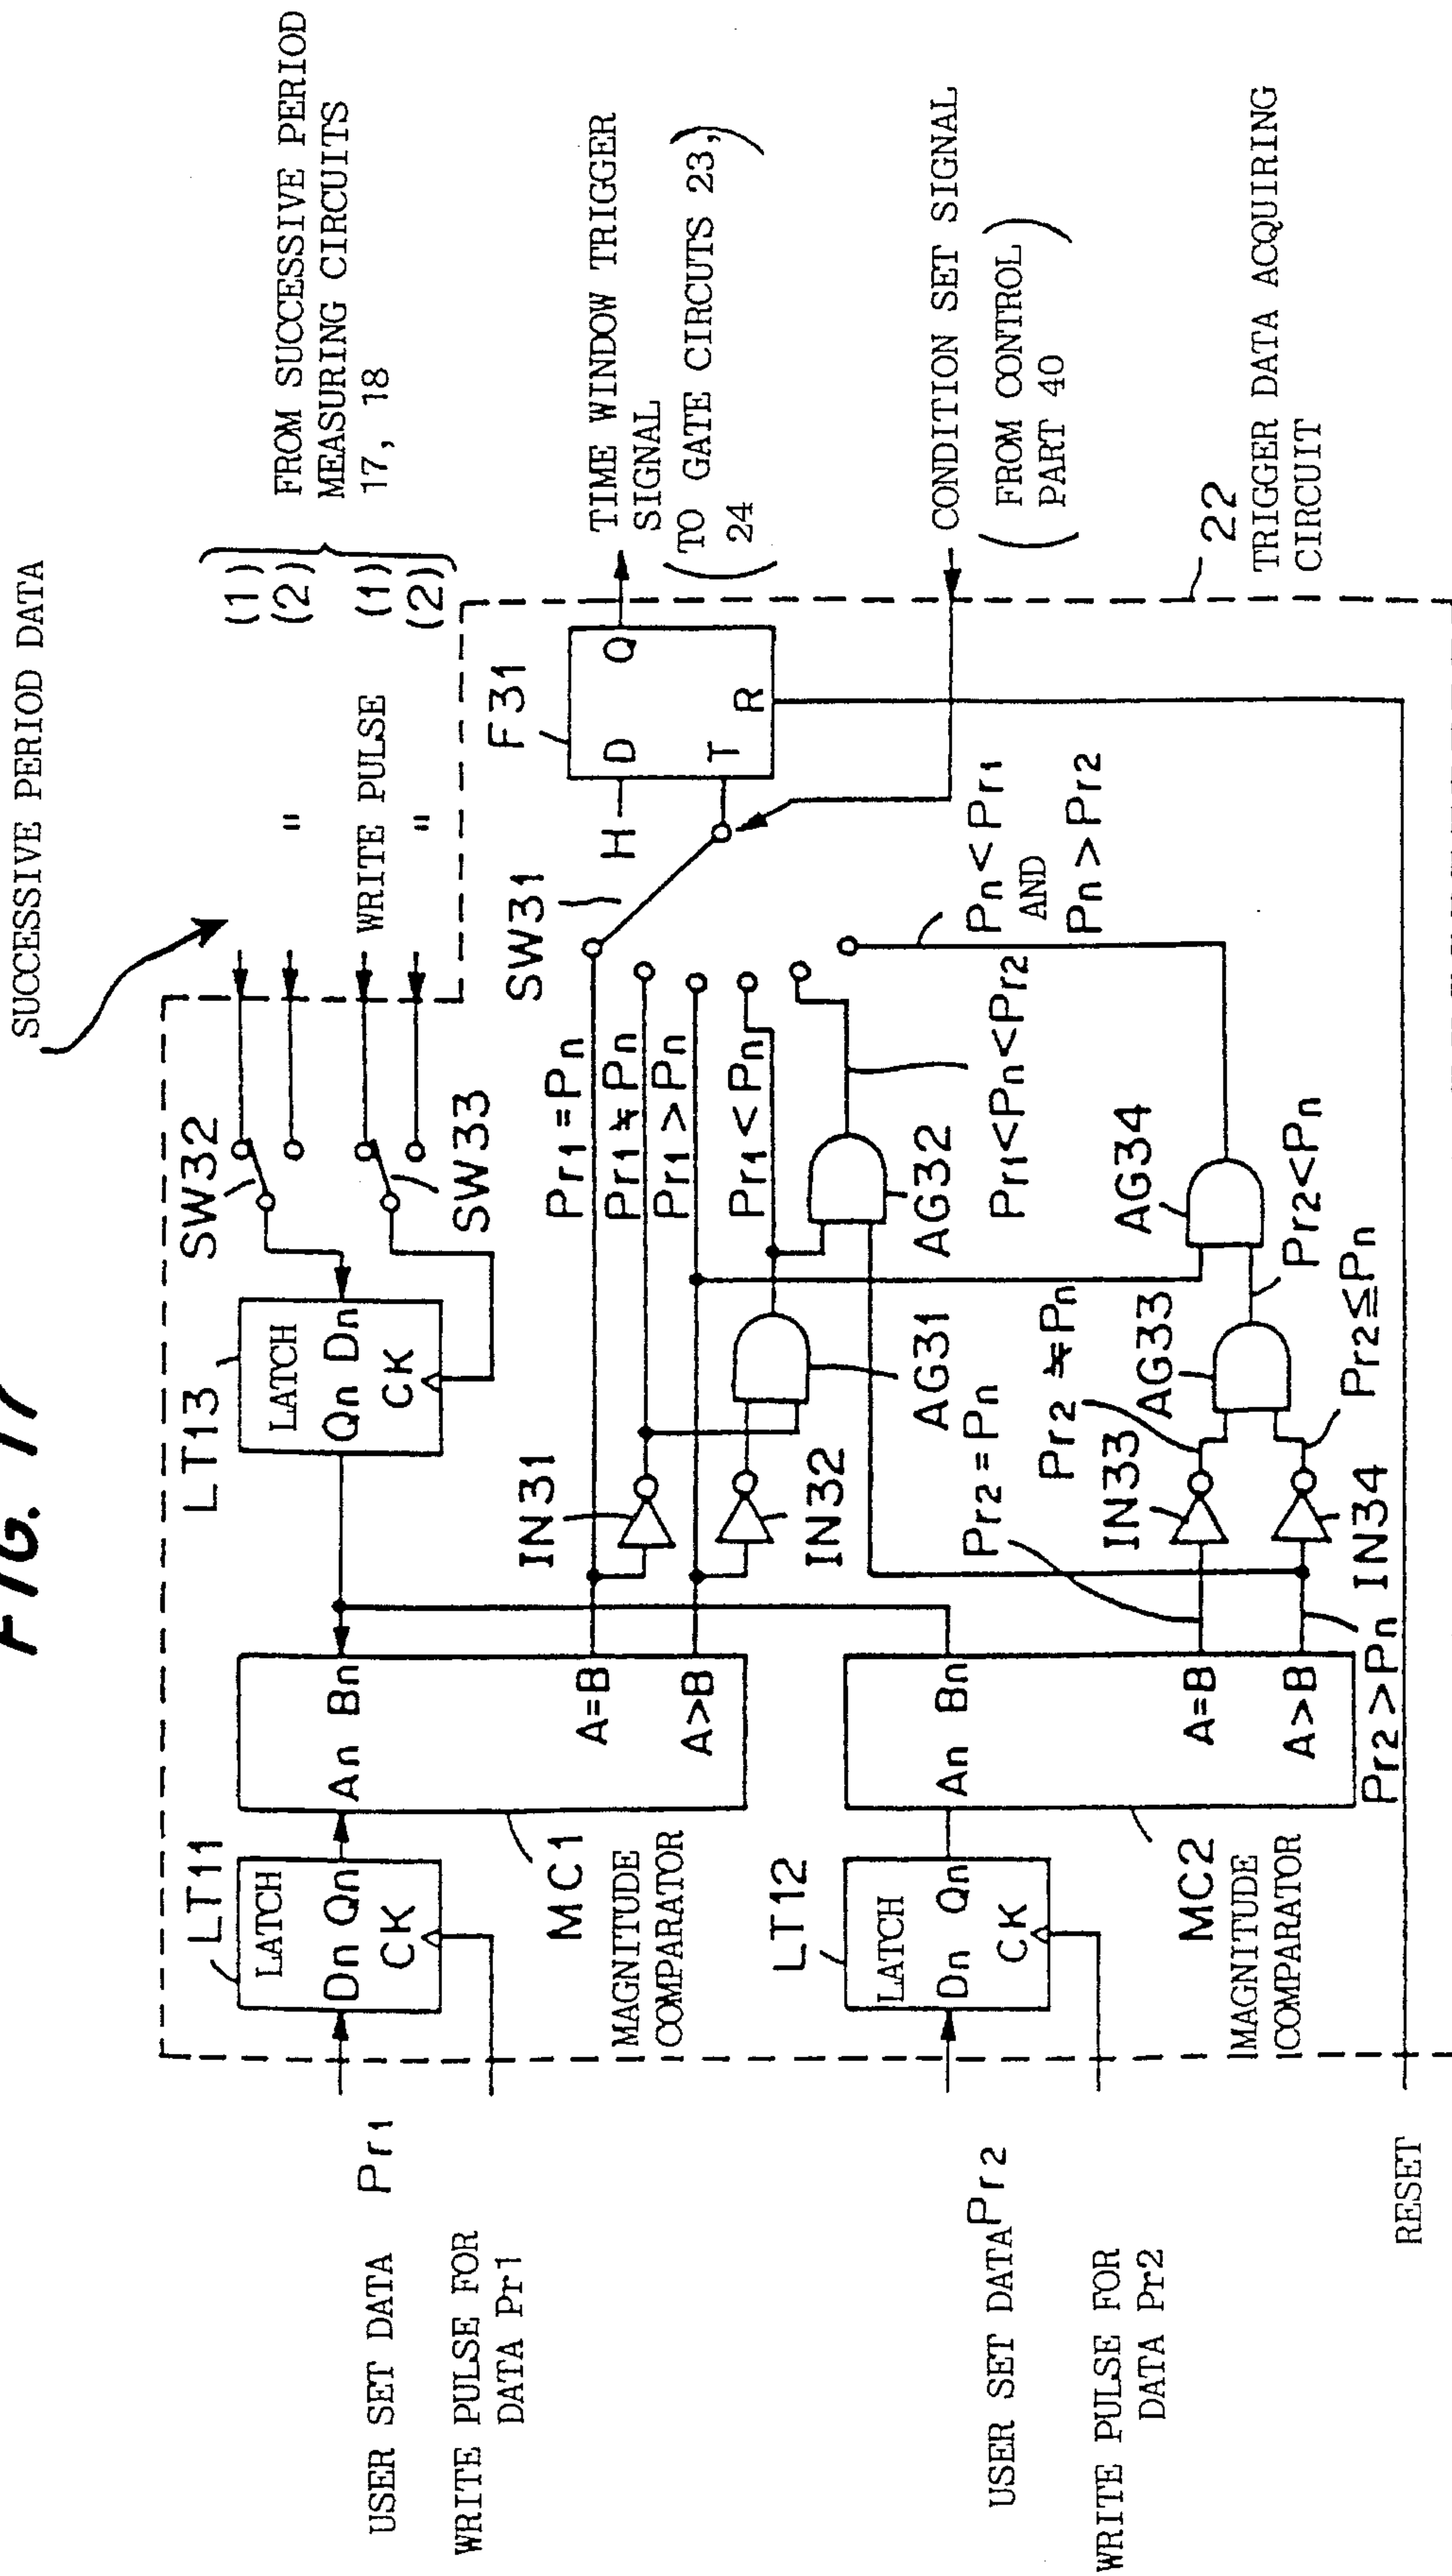 FIG. 17
SUCCESSIVE PERIOD DATA
(1)
" (2)
WRITE PULSE (1)
" (2)
FROM SUCCESSIVE PERIOD
MEASURING CIRCUITS
17, 18
SW32
SW33
LT13
LATCH
Qn Dn
CK
LT11
LATCH
Dn Qn
CK
USER SET DATA Pr1
WRITE PULSE FOR
DATA Pr1
An Bn
A=B
A>B
MC1
MAGNITUDE
COMPARATOR
IN31
IN32
Pr1=Pn
Pr1≒Pn
Pr1>Pn
Pr1<Pn
SW31
H
F31
D Q
T
R
TIME WINDOW TRIGGER
SIGNAL
(TO GATE CIRCUTS 23,
24)
CONDITION SET SIGNAL
(FROM CONTROL
PART 40)
AG31
AG32
Pr1<Pn<Pr2
Pn<Pr1
AND
Pn>Pr2
LT12
LATCH
Dn Qn
CK
USER SET DATA Pr2
WRITE PULSE FOR
DATA Pr2
An Bn
A=B
A>B
MC2
MAGNITUDE
COMPARATOR
Pr2=Pn
Pr2≒Pn
IN33
IN34
AG33
AG34
Pr2<Pn
Pr2≦Pn
Pr2>Pn
22
TRIGGER DATA ACQUIRING
CIRCUIT
RESET